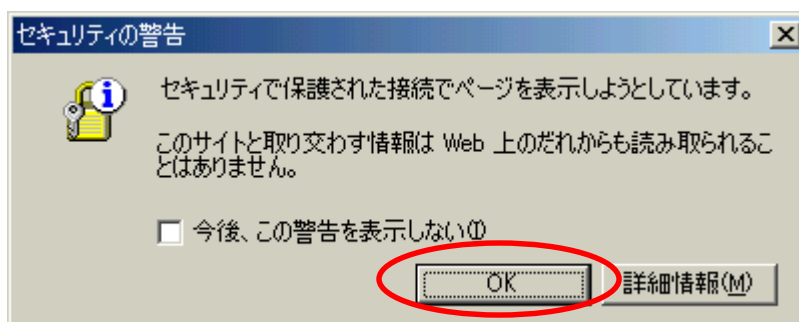 セキュリティの警告
セキュリティで保護された接続でページを表示しようとしています。
このサイトと取り交わす情報は Web 上のだれからも読み取られるこ
とはありません。
今後、この警告を表示しない(I)
OK 詳細情報(M)